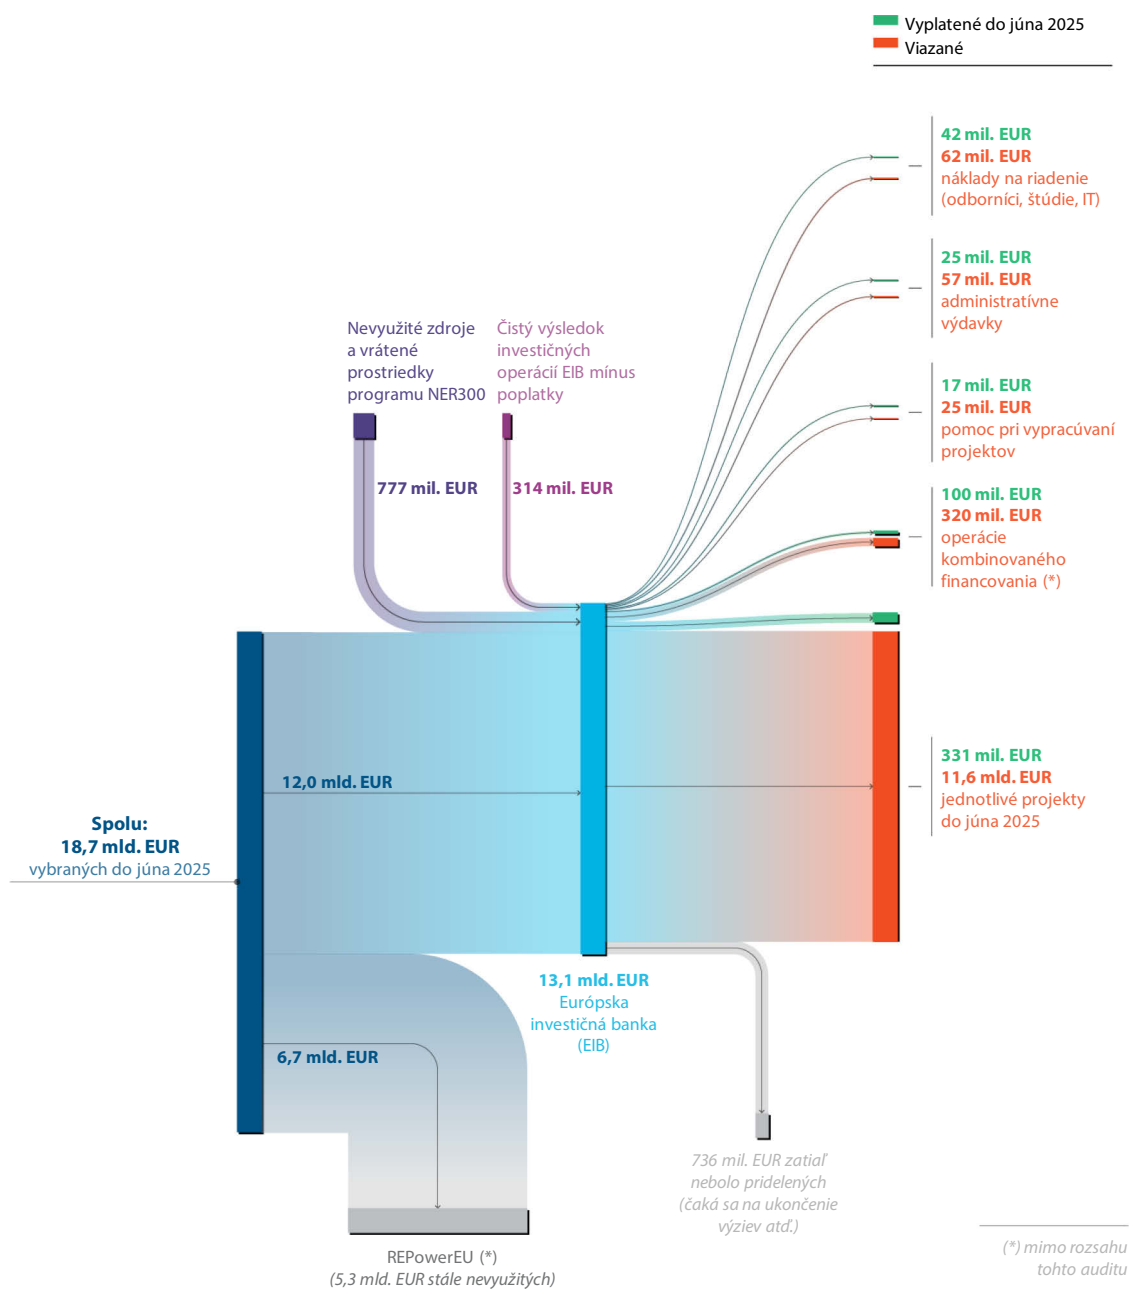 Vyplatené do júna 2025
Viazané
42 mil. EUR
62 mil. EUR
náklady na riadenie
(odborníci, štúdie, IT)
25 mil. EUR
57 mil. EUR
administratívne
výdavky
Nevyužité zdroje
a vrátené
prostriedky
programu NER300
Čistý výsledok
investičných
operácií EIB mínus
poplatky
17 mil. EUR
25 mil. EUR
pomoc pri vypracúvaní
projektov
777 mil. EUR
314 mil. EUR
100 mil. EUR
320 mil. EUR
operácie
kombinovaného
financovania (*)
12,0 mld. EUR
331 mil. EUR
11,6 mld. EUR
jednotlivé projekty
do júna 2025
Spolu:
18,7 mld. EUR
vybraných do júna 2025
13,1 mld. EUR
Európska
investičná banka
(EIB)
6,7 mld. EUR
736 mil. EUR zatiaľ
nebolo pridelených
(čaká sa na ukončenie
výziev atď.)
REPowerEU (*)
(5,3 mld. EUR stále nevyužitých)
(*) mimo rozsahu
tohto auditu